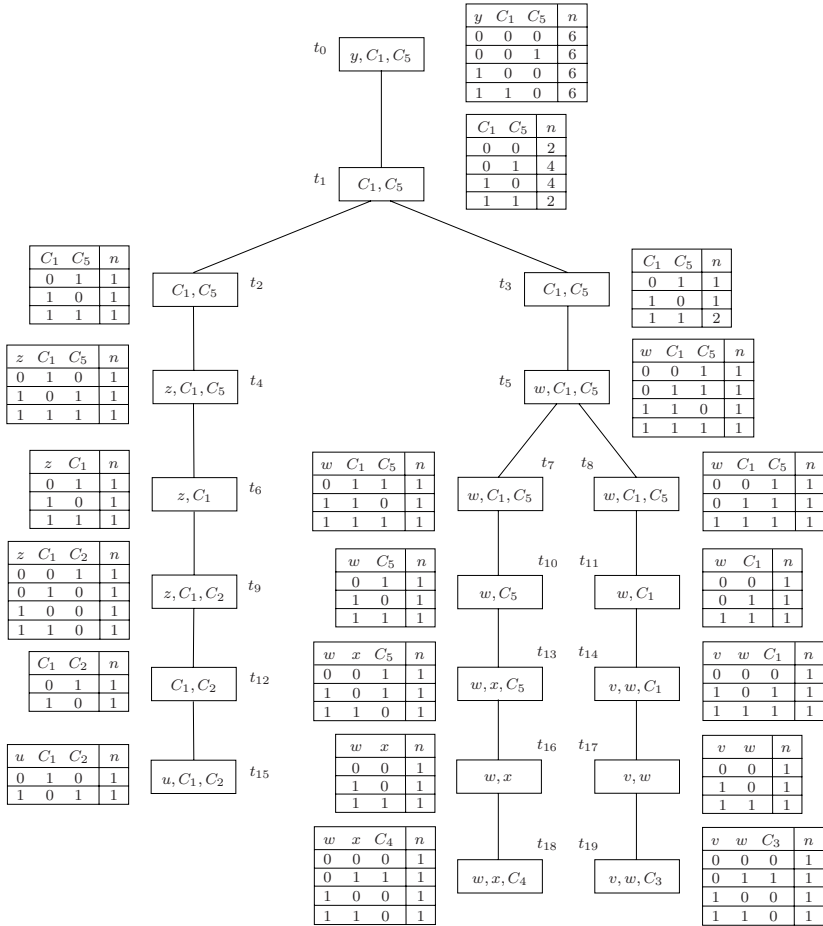 t0
y, C1, C5
y C1 C5 n
0 0 0 6
0 0 1 6
1 0 0 6
1 1 0 6
t1
C1, C5
C1 C5 n
0 0 2
0 1 4
1 0 4
1 1 2
C1 C5 n
0 1 1
1 0 1
1 1 1
C1, C5
t2
t3
C1, C5
C1 C5 n
0 1 1
1 0 1
1 1 2
z C1 C5 n
0 1 0 1
1 0 1 1
1 1 1 1
z, C1, C5
t4
t5
w, C1, C5
w C1 C5 n
0 0 1 1
0 1 1 1
1 1 0 1
1 1 1 1
z C1 n
0 1 1
1 0 1
1 1 1
z, C1
t6
w C1 C5 n
0 1 1 1
1 1 0 1
1 1 1 1
t7
w, C1, C5
t8
w, C1, C5
w C1 C5 n
0 0 1 1
0 1 1 1
1 1 1 1
z C1 C2 n
0 0 1 1
0 1 0 1
1 0 0 1
1 1 0 1
z, C1, C2
t9
w C5 n
0 1 1
1 0 1
1 1 1
t10
w, C5
t11
w, C1
w C1 n
0 0 1
0 1 1
1 1 1
C1 C2 n
0 1 1
1 0 1
C1, C2
t12
w x C5 n
0 0 1 1
1 0 1 1
1 1 0 1
t13
w, x, C5
t14
v, w, C1
v w C1 n
0 0 0 1
1 0 1 1
1 1 1 1
u C1 C2 n
0 1 0 1
1 0 1 1
u, C1, C2
t15
w x n
0 0 1
1 0 1
1 1 1
t16
w, x
t17
v, w
v w n
0 0 1
1 0 1
1 1 1
w x C4 n
0 0 0 1
0 1 1 1
1 0 0 1
1 1 0 1
t18
w, x, C4
t19
v, w, C3
v w C3 n
0 0 0 1
0 1 1 1
1 0 0 1
1 1 0 1